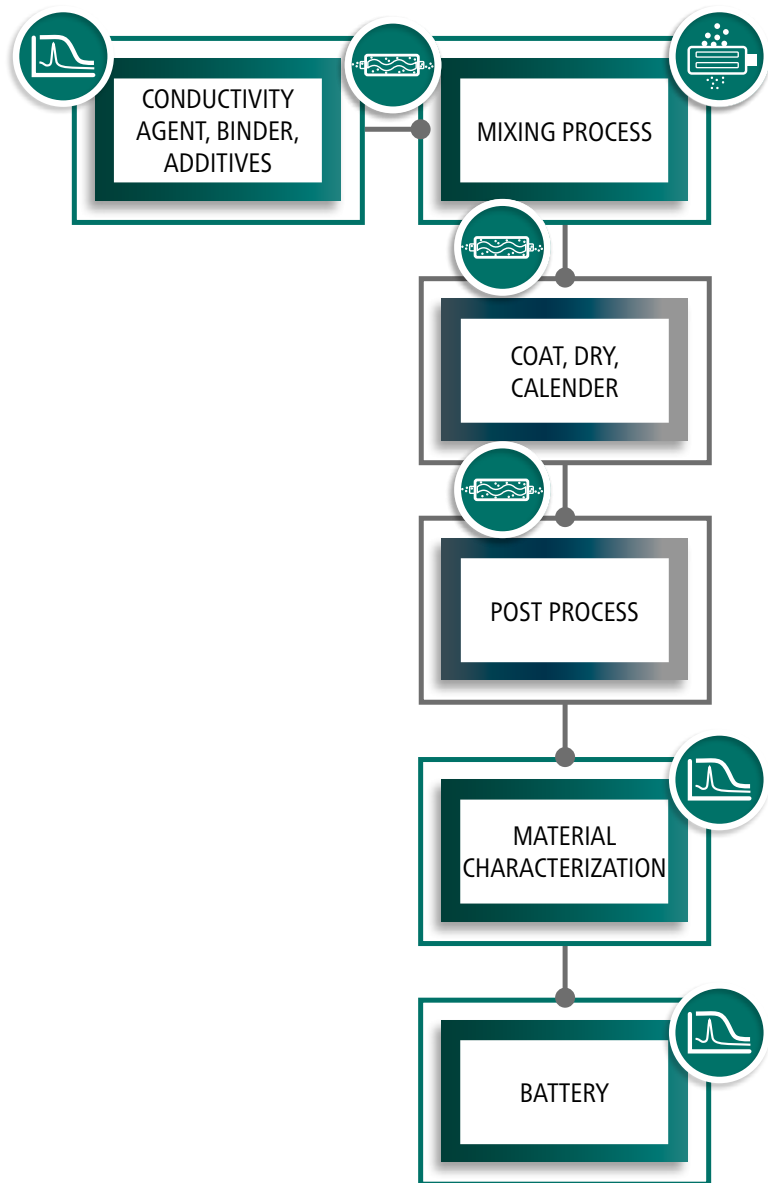 CONDUCTIVITY
AGENT, BINDER,
ADDITIVES
MIXING PROCESS
COAT, DRY,
CALENDER
POST PROCESS
MATERIAL
CHARACTERIZATION
BATTERY